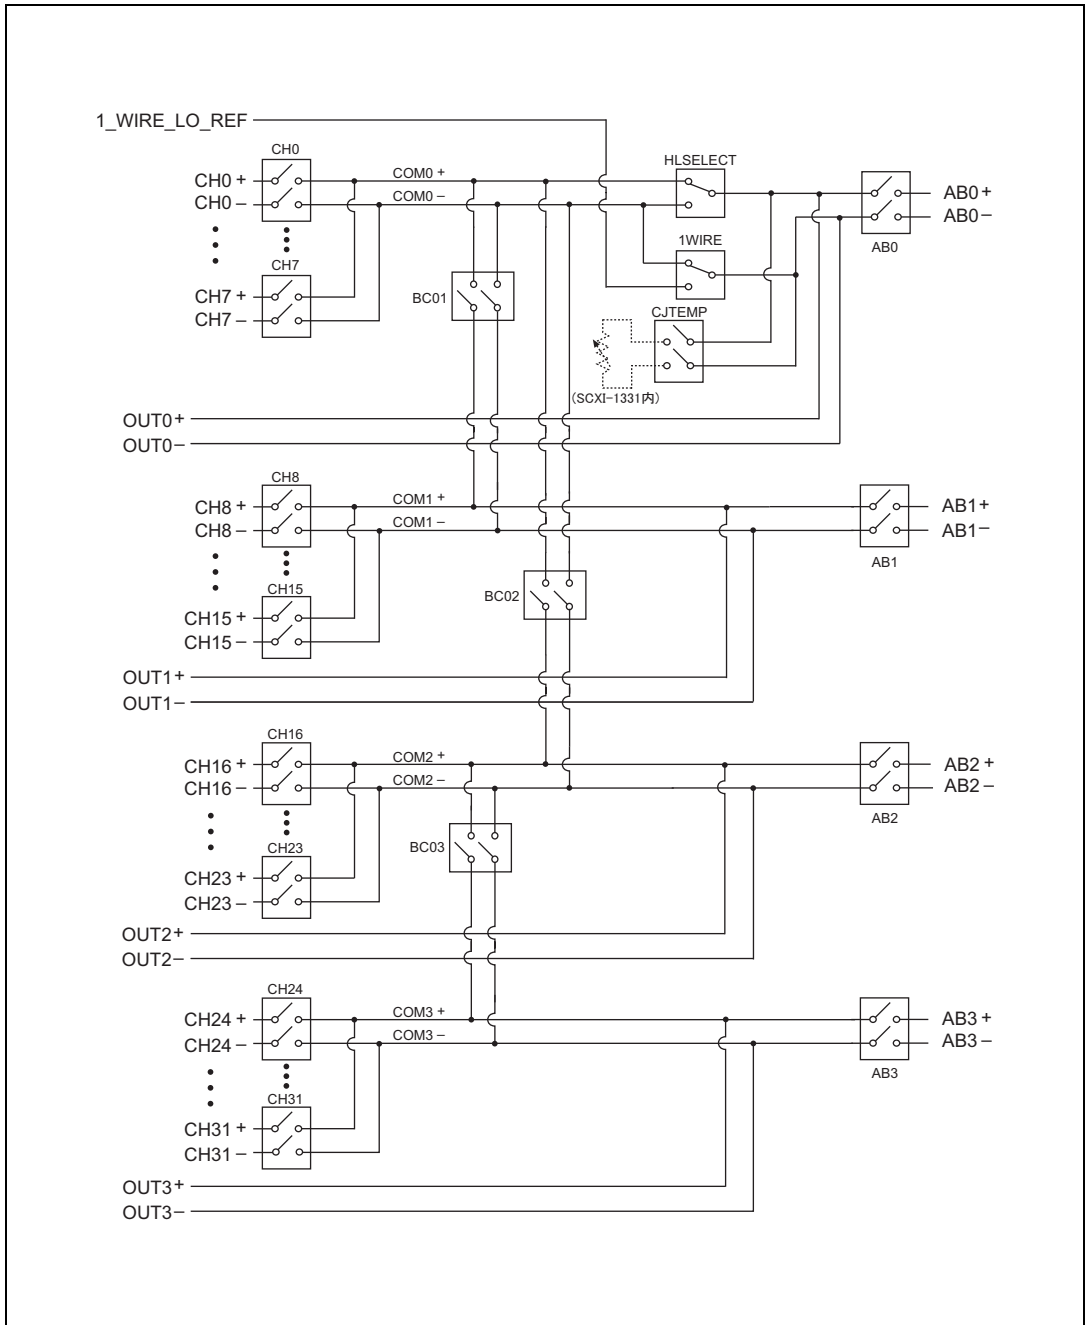 1_WIRE_LO_REF
CH0
CH0 +
CH0 –
COM0 +
COM0 –
HLSELECT
AB0+
AB0–
AB0
1WIRE
CH7
CH7 +
CH7 –
BC01
CJTEMP
(SCXI-1331内)
OUT0+
OUT0–
CH8
CH8 +
CH8 –
COM1 +
COM1 –
AB1+
AB1–
AB1
CH15
CH15 +
CH15 –
BC02
OUT1+
OUT1–
CH16
CH16 +
CH16 –
COM2 +
COM2 –
AB2 +
AB2 –
AB2
CH23
CH23 +
CH23 –
BC03
OUT2+
OUT2–
CH24
CH24 +
CH24 –
COM3 +
COM3 –
AB3 +
AB3 –
AB3
CH31
CH31 +
CH31 –
OUT3+
OUT3–